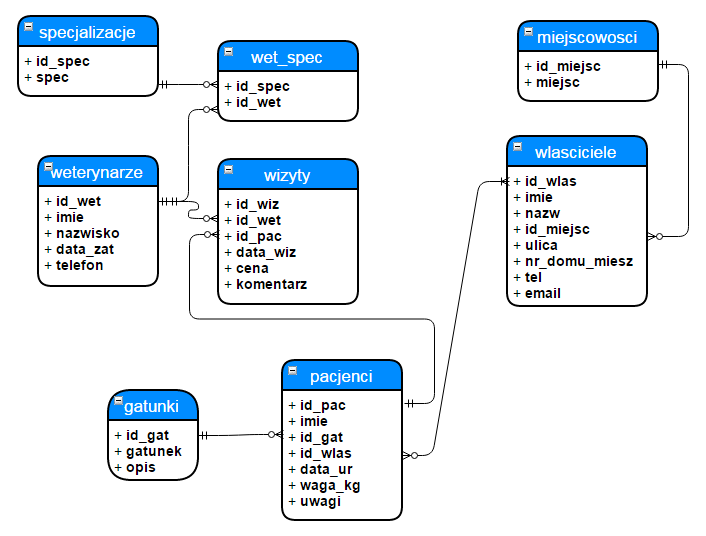 specjalizacje
+ id_spec
+ spec
wet_spec
+ id_spec
+ id_wet
miejscowosci
+ id_miejsc
+ miejsc
weterynarze
+ id_wet
+ imie
+ nazwisko
+ data_zat
+ telefon
wizyty
+ id_wiz
+ id_wet
+ id_pac
+ data_wiz
+ cena
+ komentarz
wlasciciele
+ id_wlas
+ imie
+ nazw
+ id_miejsc
+ ulica
+ nr_domu_miesz
+ tel
+ email
gatunki
+ id_gat
+ gatunek
+ opis
pacjenci
+ id_pac
+ imie
+ id_gat
+ id_wlas
+ data_ur
+ waga_kg
+ uwagi